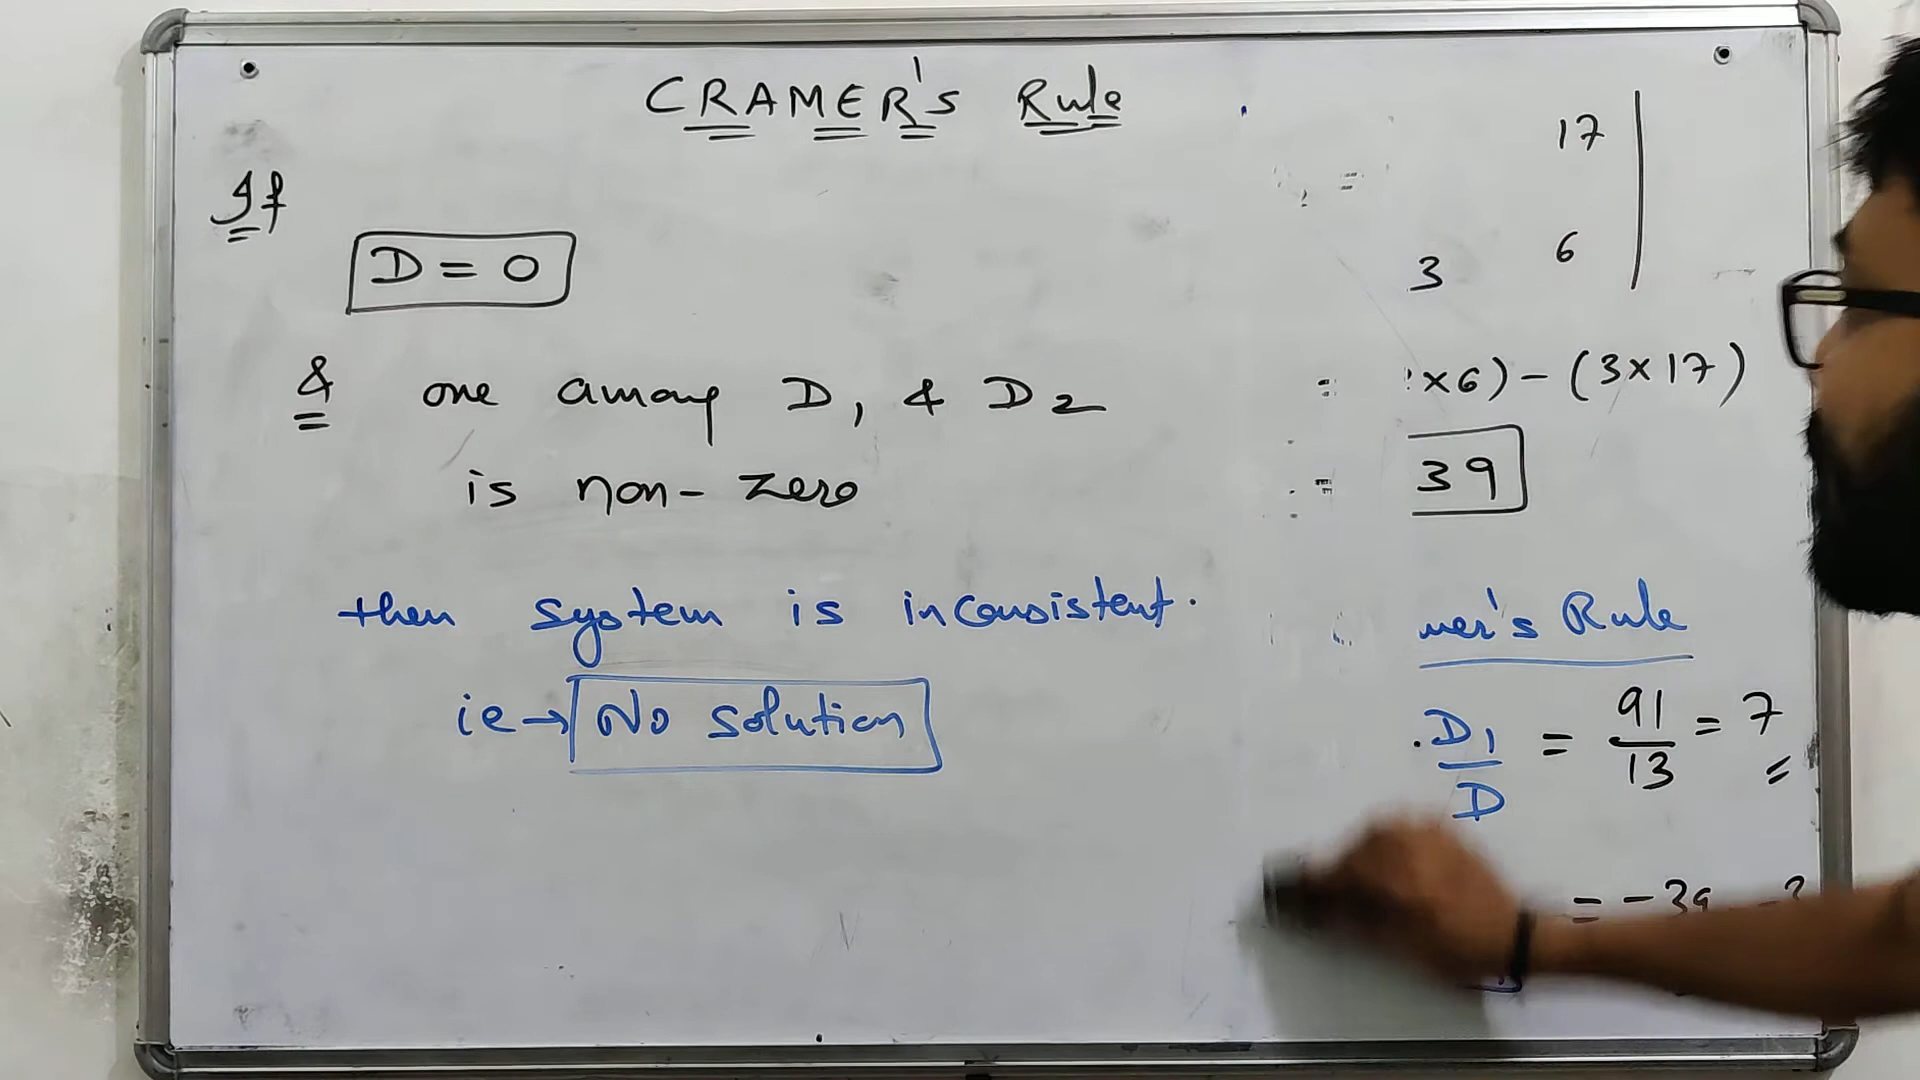 CRAMER's Rule
If
D = 0
& one among D1 & D2
is non-zero
then system is inconsistent.
ie → No solution
17
3 6
= ×6) - (3×17)
= 39
mer's Rule
D1/D = 91/13 = 7
= -39